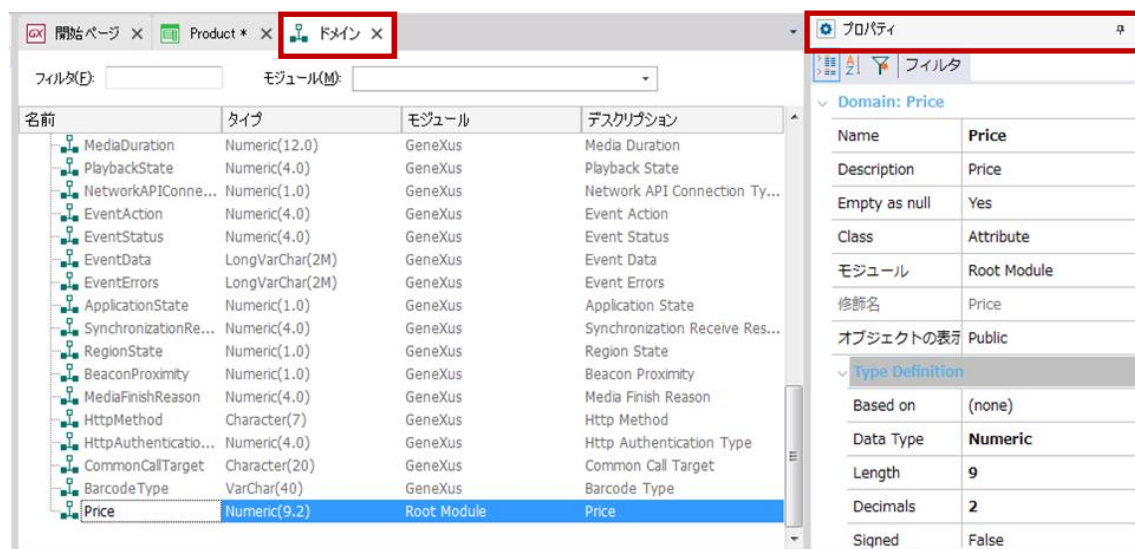 開始ページ Product * ドメイン
フィルタ(F): モジュール(M):
名前 タイプ モジュール デスクリプション
MediaDuration Numeric(12.0) GeneXus Media Duration
PlaybackState Numeric(4.0) GeneXus Playback State
NetworkAPIConne... Numeric(1.0) GeneXus Network API Connection Ty...
EventAction Numeric(4.0) GeneXus Event Action
EventStatus Numeric(4.0) GeneXus Event Status
EventData LongVarChar(2M) GeneXus Event Data
EventErrors LongVarChar(2M) GeneXus Event Errors
ApplicationState Numeric(1.0) GeneXus Application State
SynchronizationRe... Numeric(4.0) GeneXus Synchronization Receive Res...
RegionState Numeric(1.0) GeneXus Region State
BeaconProximity Numeric(1.0) GeneXus Beacon Proximity
MediaFinishReason Numeric(4.0) GeneXus Media Finish Reason
HttpMethod Character(7) GeneXus Http Method
HttpAuthenticatio... Numeric(4.0) GeneXus Http Authentication Type
CommonCallTarget Character(20) GeneXus Common Call Target
BarcodeType VarChar(40) GeneXus Barcode Type
Price Numeric(9.2) Root Module Price
プロパティ
フィルタ
Domain: Price
Name Price
Description Price
Empty as null Yes
Class Attribute
モジュール Root Module
修飾名 Price
オブジェクトの表示 Public
Type Definition
Based on (none)
Data Type Numeric
Length 9
Decimals 2
Signed False